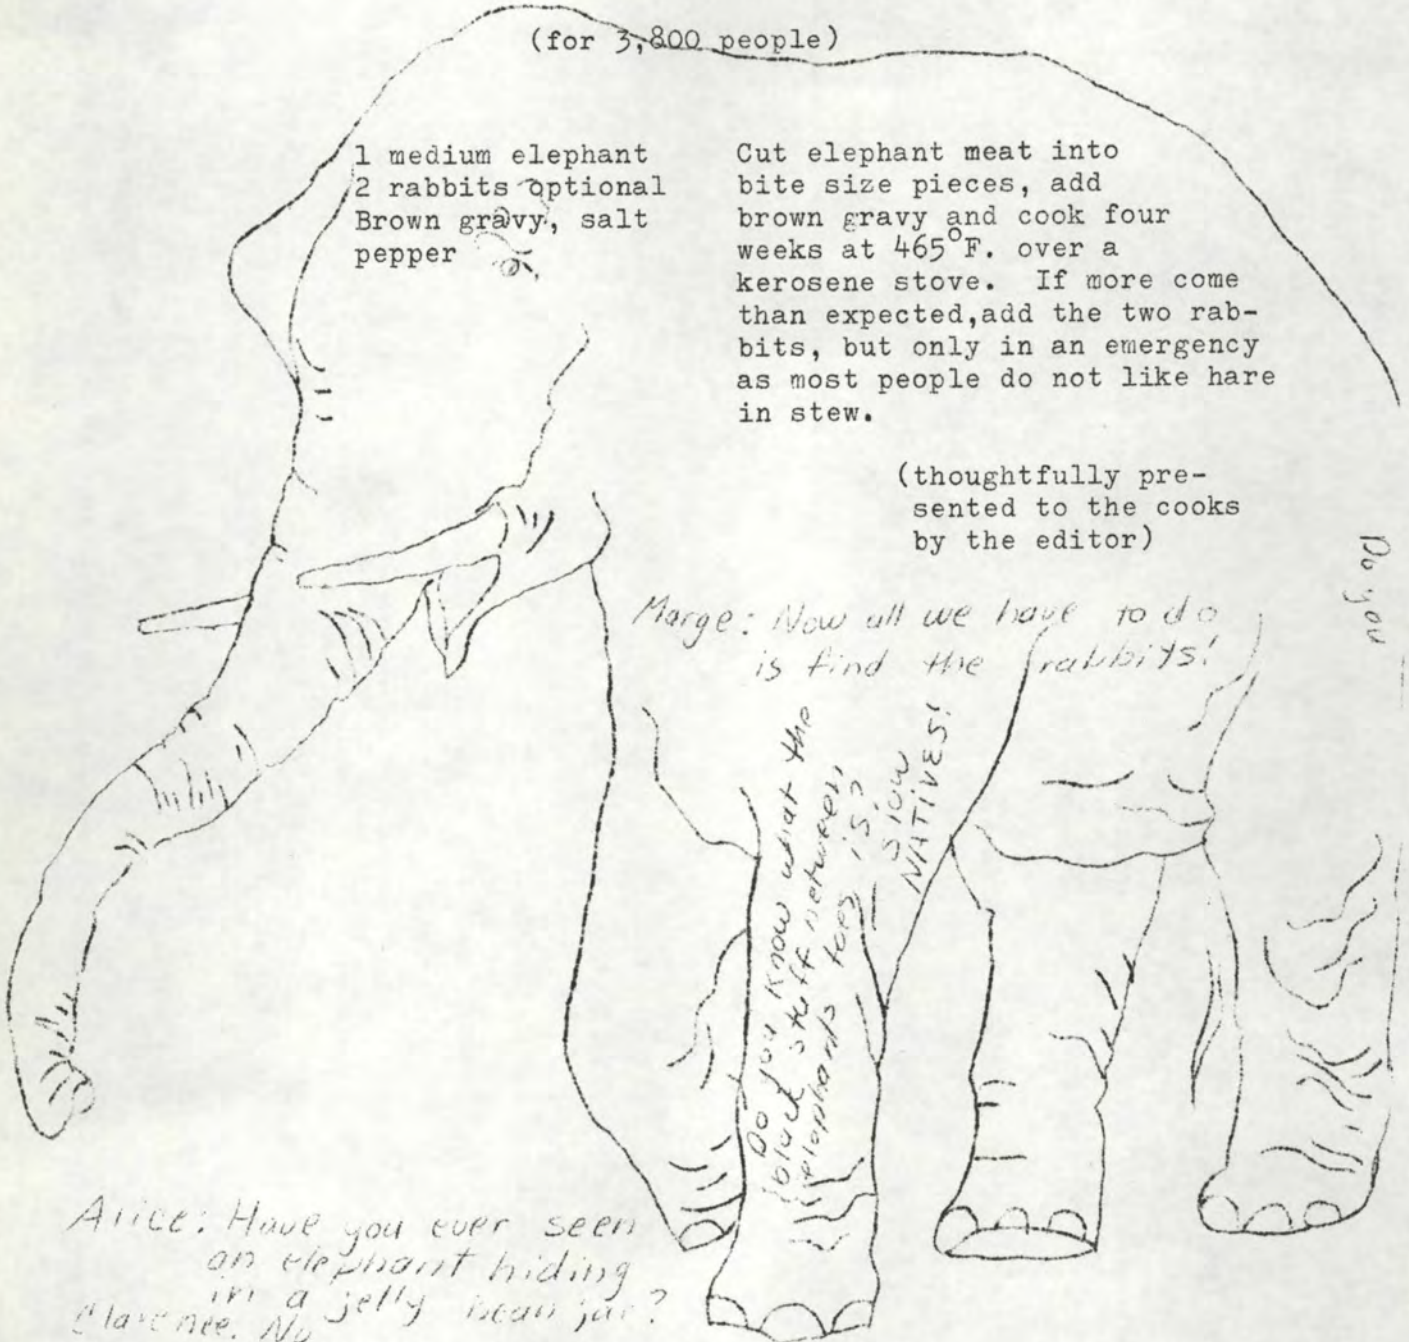 (for 3,800 people)
1 medium elephant
2 rabbits optional
Brown gravy, salt
pepper
Cut elephant meat into
bite size pieces, add
brown gravy and cook four
weeks at 465°F. over a
kerosene stove. If more come
than expected,add the two rab-
bits, but only in an emergency
as most people do not like hare
in stew.
(thoughtfully pre-
sented to the cooks
by the editor)
Do you
Marge: Now all we have to do
is find the rabbits!
Do you know what the
black stuff between
elephants toes is?
— slow
NATIVES!
Alice: Have you ever seen
an elephant hiding
in a jelly bean jar?
Clarence. No